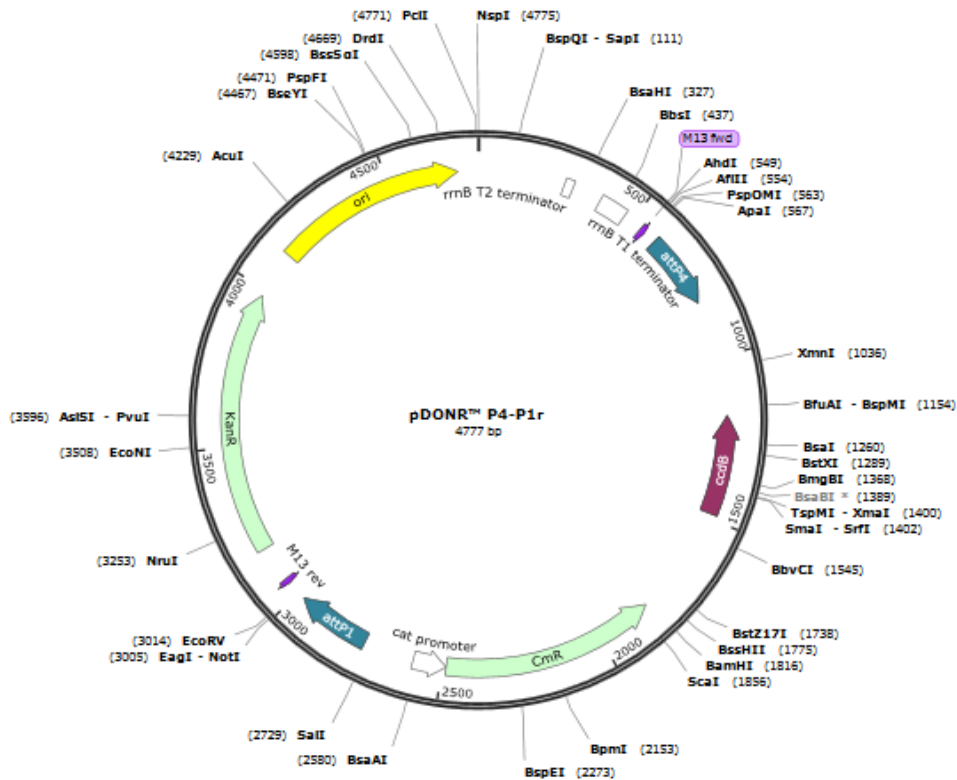 (4771) PciI
NspI (4775)
(4669) DrdI
BspQI - SapI (111)
(4598) BssSαI
(4471) PspFI
(4467) BseYI
BsaHI (327)
BbsI (437)
M13 fwd
(4229) AcuI
AhdI (549)
AflII (554)
PspOMI (563)
ApaI (567)
4500
ori
rrnB T2 terminator
500
rrnB T1 terminator
attP4
4000
1000
XmnI (1036)
pDONR™ P4-P1r
4777 bp
BfuAI - BspMI (1154)
(3596) AsiSI - PvuI
KanR
(3508) EcoNI
3500
ccdB
BsaI (1260)
BstXI (1289)
BmgBI (1368)
BsaBI * (1389)
TspMI - XmaI (1400)
SmaI - SrfI (1402)
1500
(3253) NruI
BbvCI (1545)
M13 rev
3000
attP1
cat promoter
CmR
2000
2500
(3014) EcoRV
(3005) EagI - NotI
BstZ17I (1738)
BssHII (1775)
BamHI (1816)
ScaI (1856)
(2729) SalI
(2580) BsaAI
BpmI (2153)
BspEI (2273)